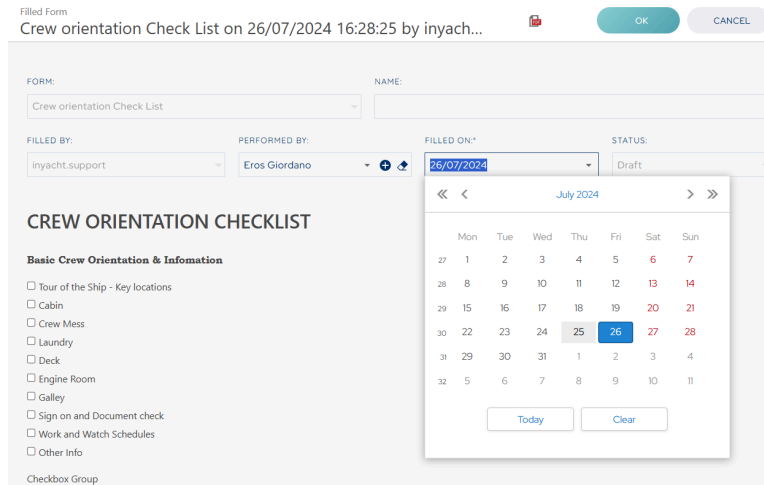 Filled Form
Crew orientation Check List on 26/07/2024 16:28:25 by inyach...
PDF
OK
CANCEL
FORM:
NAME:
Crew orientation Check List
FILLED BY:
PERFORMED BY:
FILLED ON:*
STATUS:
inyacht.support
Eros Giordano
26/07/2024
Draft
July 2024
Mon Tue Wed Thu Fri Sat Sun
27 1 2 3 4 5 6 7
28 8 9 10 11 12 13 14
29 15 16 17 18 19 20 21
30 22 23 24 25 26 27 28
31 29 30 31 1 2 3 4
32 5 6 7 8 9 10 11
Today
Clear
CREW ORIENTATION CHECKLIST
Basic Crew Orientation & Infomation
Tour of the Ship - Key locations
Cabin
Crew Mess
Laundry
Deck
Engine Room
Galley
Sign on and Document check
Work and Watch Schedules
Other Info
Checkbox Group